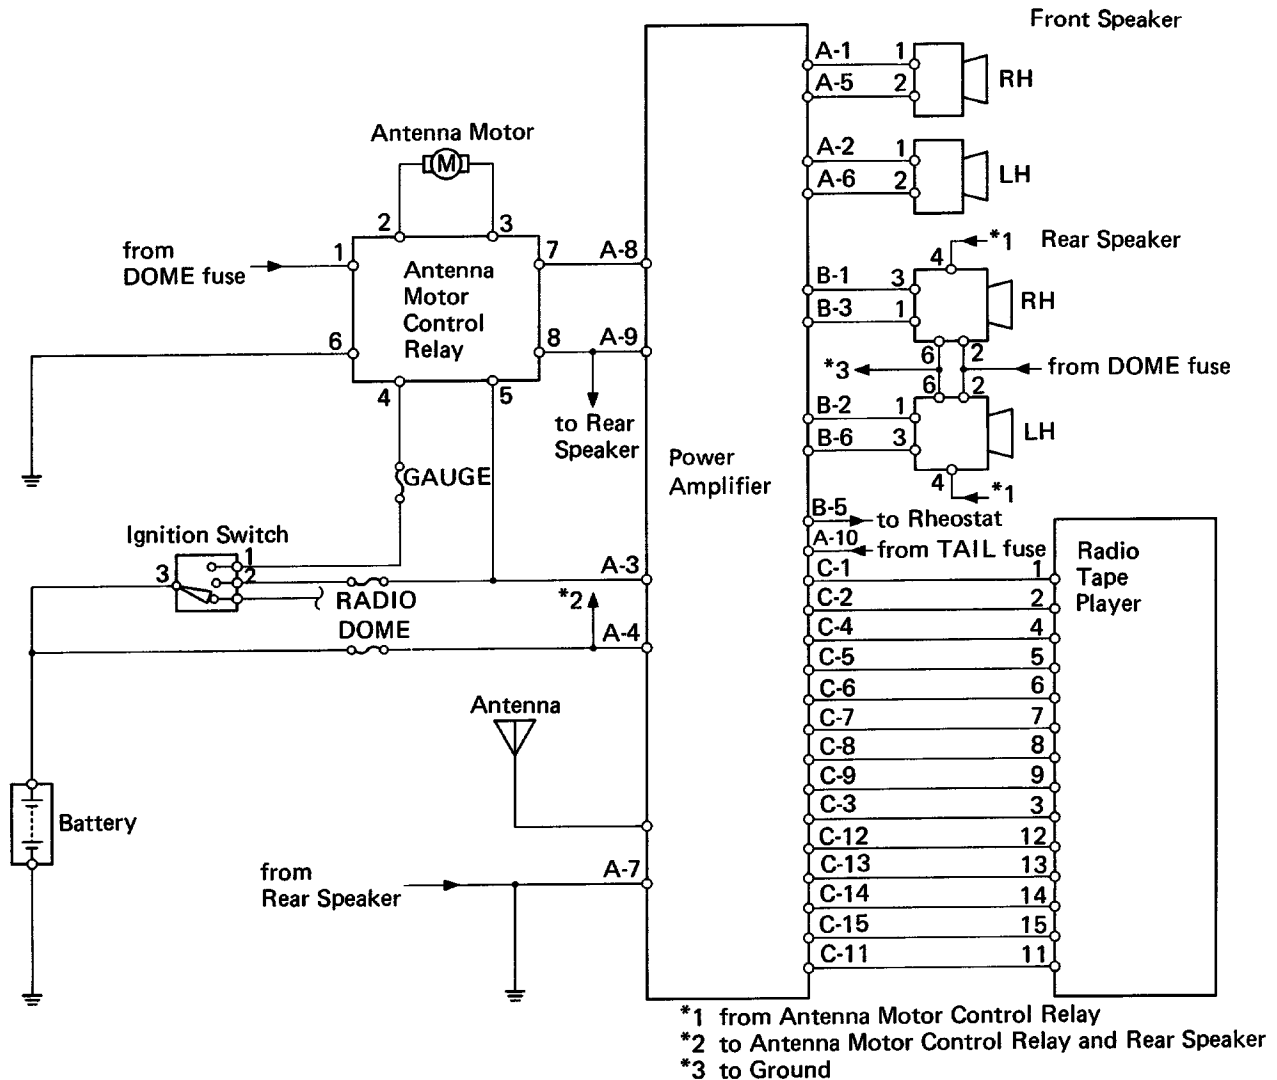 Front Speaker
A-1 1
A-5 2
RH
Antenna Motor
M
A-2 1
A-6 2
LH
2 3
from
DOME fuse
1
Antenna
Motor
Control
Relay
7 A-8
6
8 A-9
4 5
to Rear
Speaker
*1
Rear Speaker
4
B-1 3
B-3 1
RH
6 2
*3
from DOME fuse
6 2
B-2 1
B-6 3
LH
4
*1
Power
Amplifier
GAUGE
B-5
to Rheostat
A-10
from TAIL fuse
Ignition Switch
1
2
3
RADIO
A-3
*2
DOME
A-4
Radio
Tape
Player
C-1 1
C-2 2
C-4 4
C-5 5
C-6 6
C-7 7
C-8 8
C-9 9
C-3 3
C-12 12
C-13 13
C-14 14
C-15 15
C-11 11
Antenna
Battery
from
Rear Speaker
A-7
*1 from Antenna Motor Control Relay
*2 to Antenna Motor Control Relay and Rear Speaker
*3 to Ground